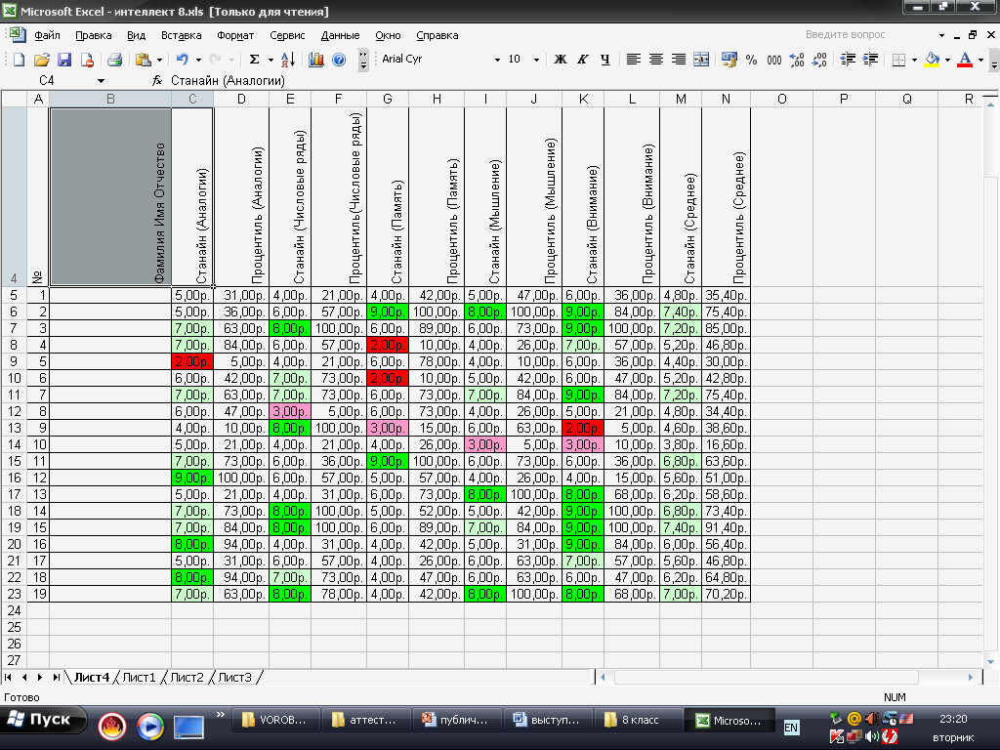 Microsoft Excel - интеллект 8.xls [Только для чтения]
Файл Правка Вид Вставка Формат Сервис Данные Окно Справка Введите вопрос
Arial Cyr 10 Ж К Ч % 000
C4 fx Станайн (Аналогии)
A B C D E F G H I J K L M N O P Q R
4 № Фамилия Имя Отчество Станайн (Аналогии) Процентиль (Аналогии) Станайн (Числовые ряды) Процентиль(Числовые ряды) Станайн (Память) Процентиль (Память) Станайн (Мышление) Процентиль (Мышление) Станайн (Внимание) Процентиль (Внимание) Станайн (Среднее) Процентиль (Среднее)
5 1 5,00р. 31,00р. 4,00р. 21,00р. 4,00р. 42,00р. 5,00р. 47,00р. 6,00р. 36,00р. 4,80р. 35,40р.
6 2 5,00р. 36,00р. 6,00р. 57,00р. 9,00р. 100,00р. 8,00р. 100,00р. 9,00р. 84,00р. 7,40р. 75,40р.
7 3 7,00р. 63,00р. 8,00р. 100,00р. 6,00р. 89,00р. 6,00р. 73,00р. 9,00р. 100,00р. 7,20р. 85,00р.
8 4 7,00р. 84,00р. 6,00р. 57,00р. 2,00р. 10,00р. 4,00р. 26,00р. 7,00р. 57,00р. 5,20р. 46,80р.
9 5 2,00р. 5,00р. 4,00р. 21,00р. 6,00р. 78,00р. 4,00р. 10,00р. 6,00р. 36,00р. 4,40р. 30,00р.
10 6 6,00р. 42,00р. 7,00р. 73,00р. 2,00р. 10,00р. 5,00р. 42,00р. 6,00р. 47,00р. 5,20р. 42,80р.
11 7 7,00р. 63,00р. 7,00р. 73,00р. 6,00р. 73,00р. 7,00р. 84,00р. 9,00р. 84,00р. 7,20р. 75,40р.
12 8 6,00р. 47,00р. 3,00р. 5,00р. 6,00р. 73,00р. 4,00р. 26,00р. 5,00р. 21,00р. 4,80р. 34,40р.
13 9 4,00р. 10,00р. 8,00р. 100,00р. 3,00р. 15,00р. 6,00р. 63,00р. 2,00р. 5,00р. 4,60р. 38,60р.
14 10 5,00р. 21,00р. 4,00р. 21,00р. 4,00р. 26,00р. 3,00р. 5,00р. 3,00р. 10,00р. 3,80р. 16,60р.
15 11 7,00р. 73,00р. 6,00р. 36,00р. 9,00р. 100,00р. 6,00р. 73,00р. 6,00р. 36,00р. 6,80р. 63,60р.
16 12 9,00р. 100,00р. 6,00р. 57,00р. 5,00р. 57,00р. 4,00р. 26,00р. 4,00р. 15,00р. 5,60р. 51,00р.
17 13 5,00р. 21,00р. 4,00р. 31,00р. 6,00р. 73,00р. 8,00р. 100,00р. 8,00р. 68,00р. 6,20р. 58,60р.
18 14 7,00р. 73,00р. 8,00р. 100,00р. 5,00р. 52,00р. 5,00р. 42,00р. 9,00р. 100,00р. 6,80р. 73,40р.
19 15 7,00р. 84,00р. 8,00р. 100,00р. 6,00р. 89,00р. 7,00р. 84,00р. 9,00р. 100,00р. 7,40р. 91,40р.
20 16 8,00р. 94,00р. 4,00р. 31,00р. 4,00р. 42,00р. 5,00р. 31,00р. 9,00р. 84,00р. 6,00р. 56,40р.
21 17 5,00р. 31,00р. 6,00р. 57,00р. 4,00р. 26,00р. 6,00р. 63,00р. 7,00р. 57,00р. 5,60р. 46,80р.
22 18 8,00р. 94,00р. 7,00р. 73,00р. 4,00р. 47,00р. 6,00р. 63,00р. 6,00р. 47,00р. 6,20р. 64,80р.
23 19 7,00р. 63,00р. 8,00р. 78,00р. 4,00р. 42,00р. 8,00р. 100,00р. 8,00р. 68,00р. 7,00р. 70,20р.
24
25
26
27
Лист4 Лист1 Лист2 Лист3
Готово NUM
Пуск » VOROB... аттест... публич... выступ... 8 класс Microso... EN 23:20
вторник